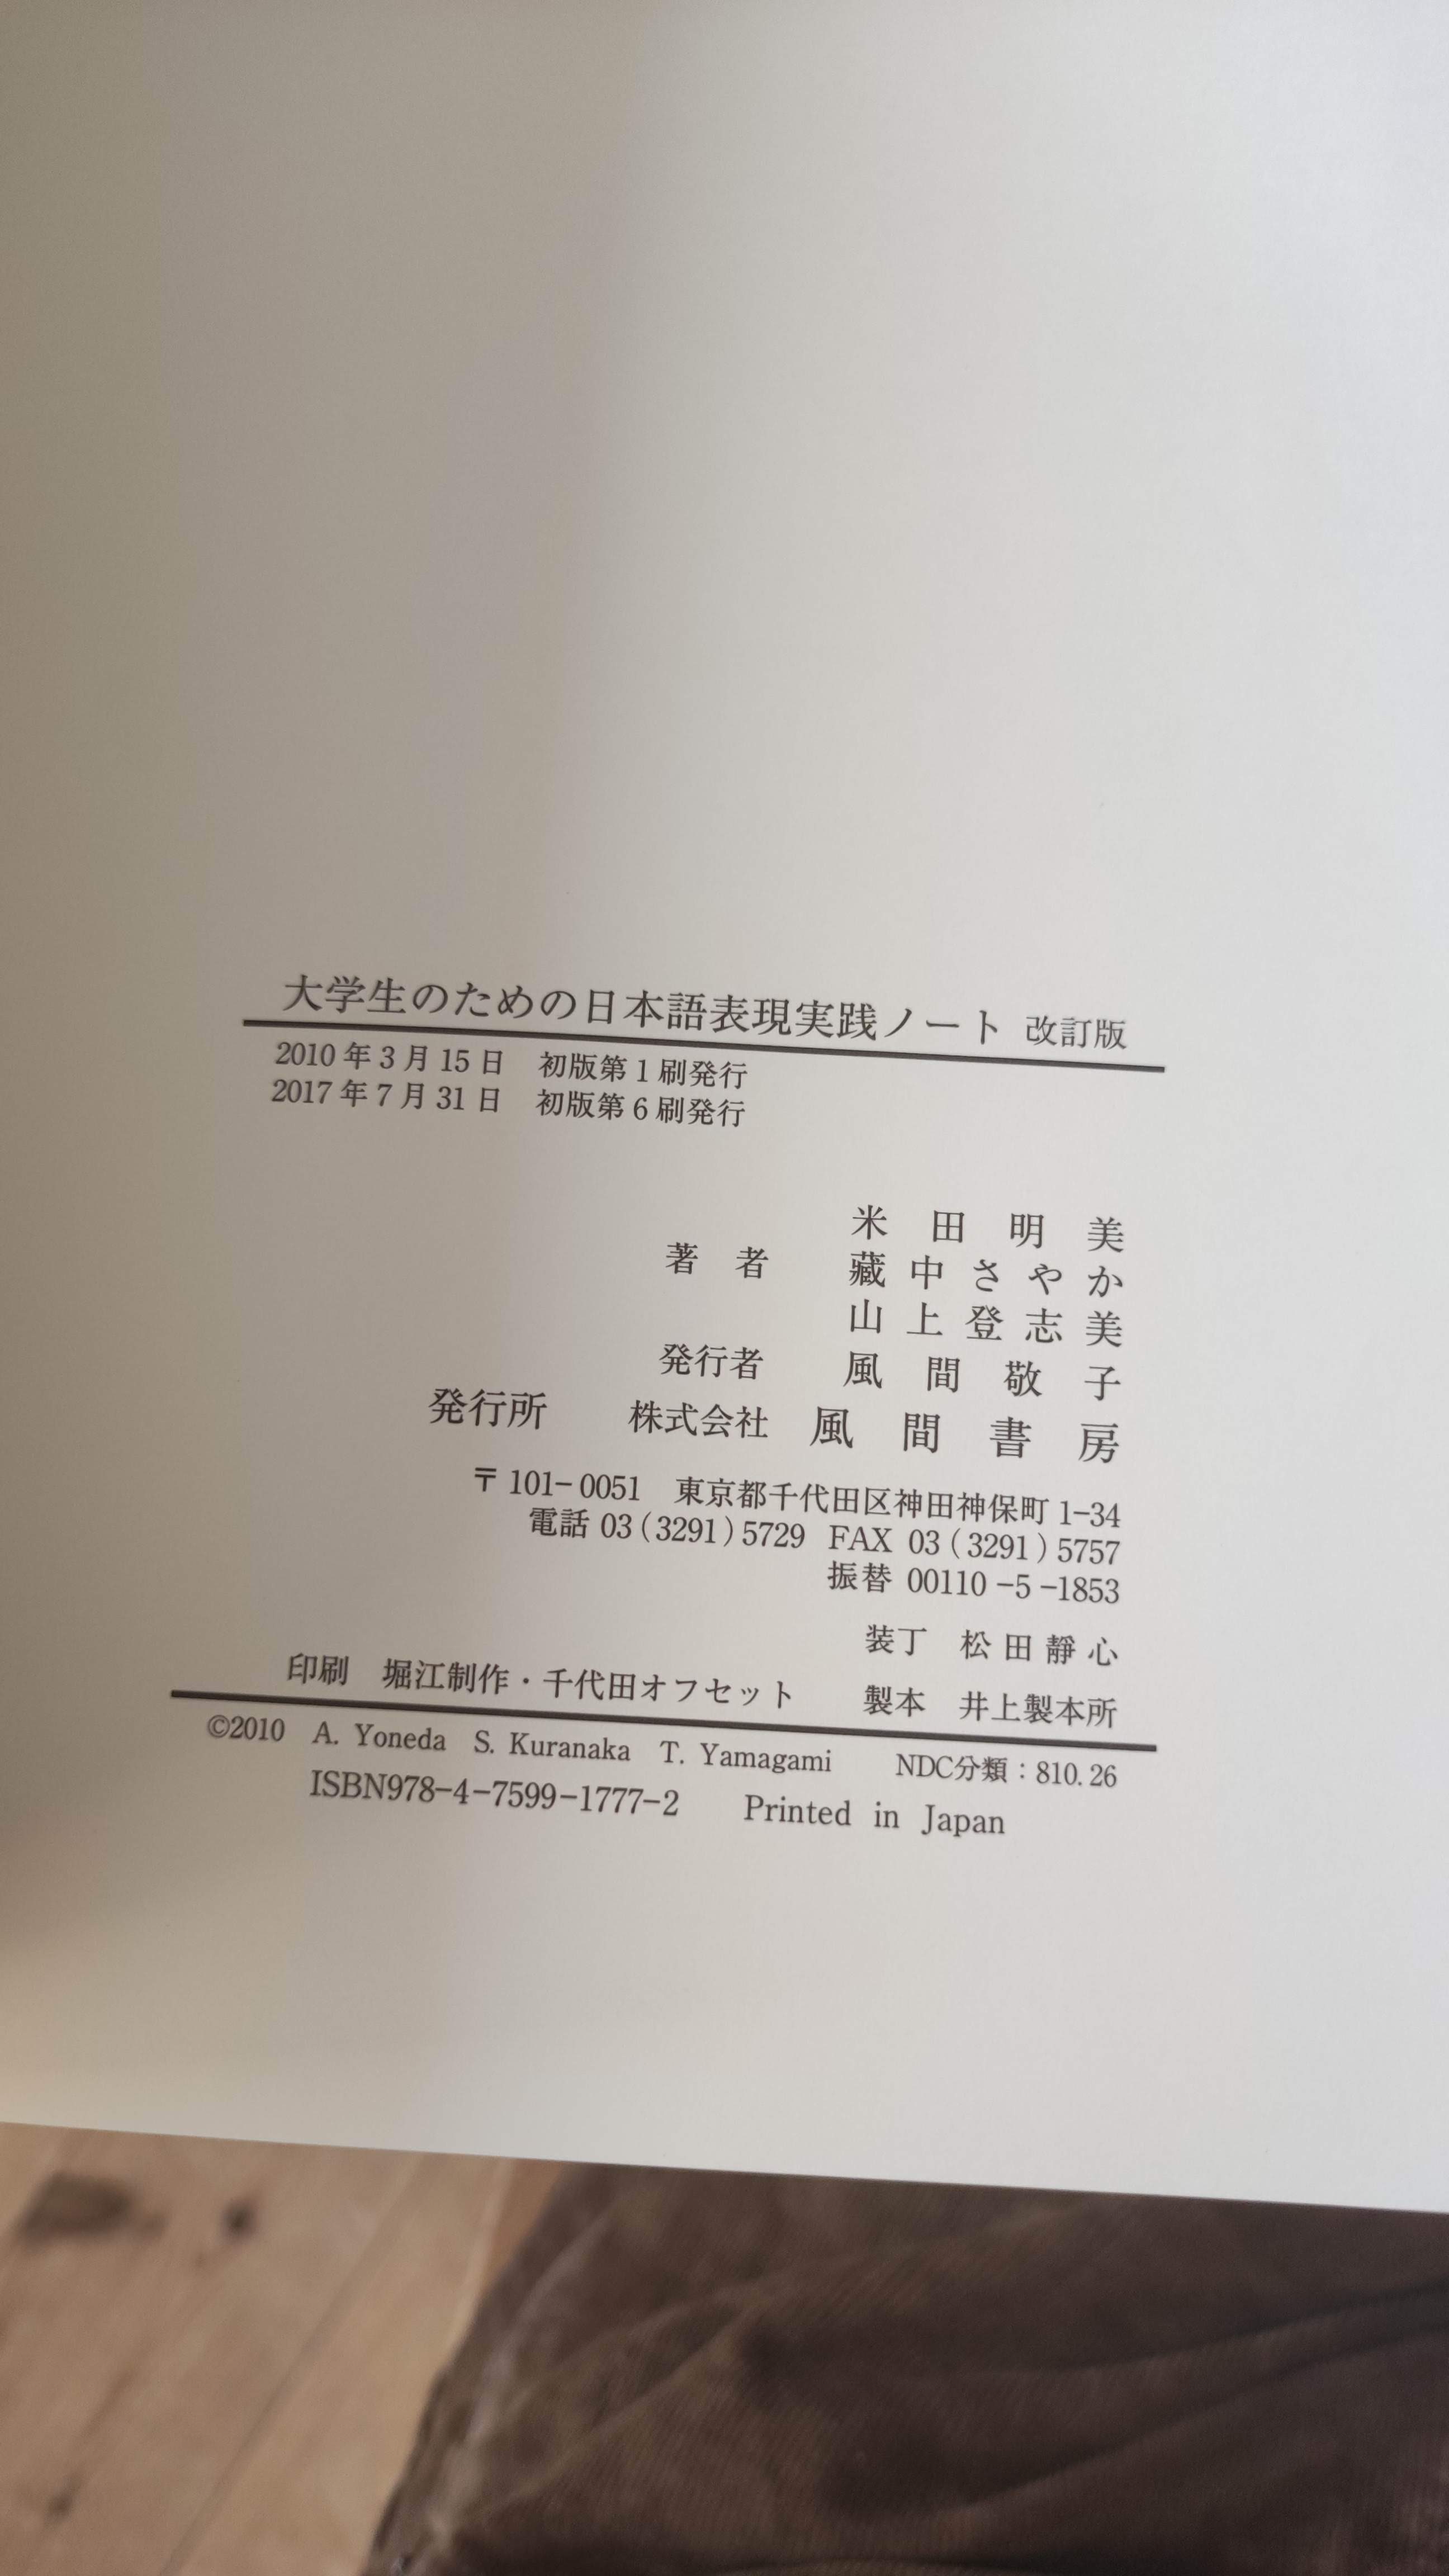 大学生のための日本語表現実践ノート 改訂版
2010年3月15日 初版第1刷発行
2017年7月31日 初版第6刷発行
米田明美
著者 藏中さやか
山上登志美
発行者 風間敬子
発行所 株式会社 風間書房
〒101-0051 東京都千代田区神田神保町1-34
電話 03(3291)5729 FAX 03(3291)5757
振替 00110-5-1853
装丁 松田靜心
印刷 堀江制作・千代田オフセット 製本 井上製本所
©2010 A. Yoneda S. Kuranaka T. Yamagami NDC分類：810.26
ISBN978-4-7599-1777-2 Printed in Japan